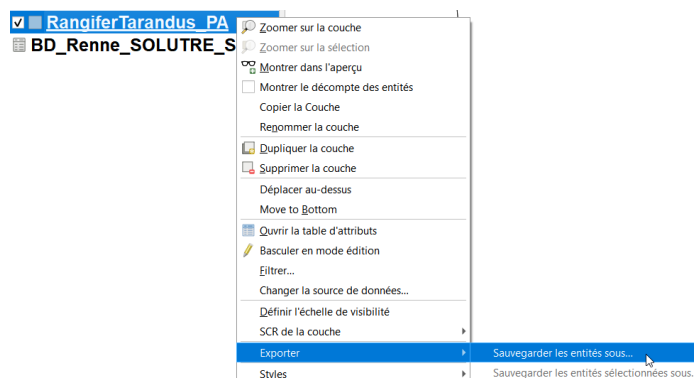 RangiferTarandus_PA
BD_Renne_SOLUTRE_S
Zoomer sur la couche
Zoomer sur la sélection
Montrer dans l'aperçu
Montrer le décompte des entités
Copier la Couche
Renommer la couche
Dupliquer la couche
Supprimer la couche
Déplacer au-dessus
Move to Bottom
Ouvrir la table d'attributs
Basculer en mode édition
Filtrer...
Changer la source de données...
Définir l'échelle de visibilité
SCR de la couche
Exporter
Sauvegarder les entités sous...
Styles
Sauvegarder les entités sélectionnées sous.